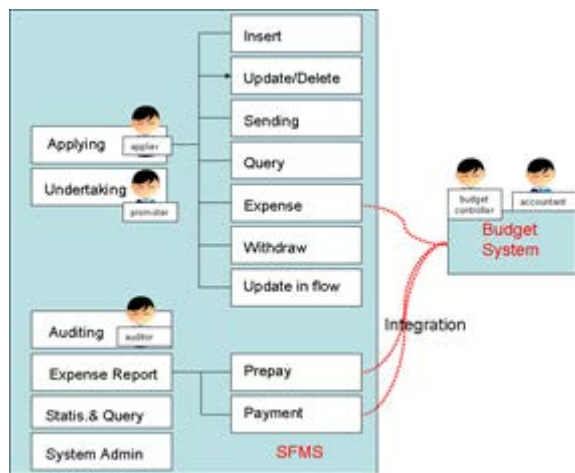 Insert
Update/Delete
Sending
Applying
applier
Query
Undertaking
promoter
Expense
Withdraw
Update in flow
budget
controller
accountant
Budget
System
Auditing
auditor
Integration
Expense Report
Prepay
Statis.& Query
Payment
System Admin
SFMS